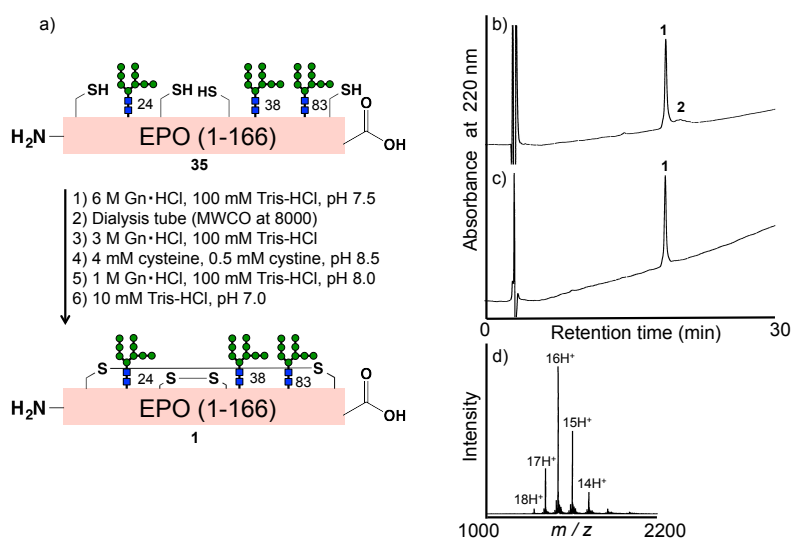 a)
SH
SH
HS
SH
24
38
83
O
H₂N
EPO (1-166)
OH
35
1) 6 M Gn•HCl, 100 mM Tris-HCl, pH 7.5
2) Dialysis tube (MWCO at 8000)
3) 3 M Gn•HCl, 100 mM Tris-HCl
4) 4 mM cysteine, 0.5 mM cystine, pH 8.5
5) 1 M Gn•HCl, 100 mM Tris-HCl, pH 8.0
6) 10 mM Tris-HCl, pH 7.0
S
S
S
S
24
38
83
O
H₂N
EPO (1-166)
OH
1
b)
1
2
c)
1
Absorbance at 220 nm
0
Retention time (min)
30
d)
16H⁺
15H⁺
17H⁺
14H⁺
18H⁺
Intensity
1000
m / z
2200